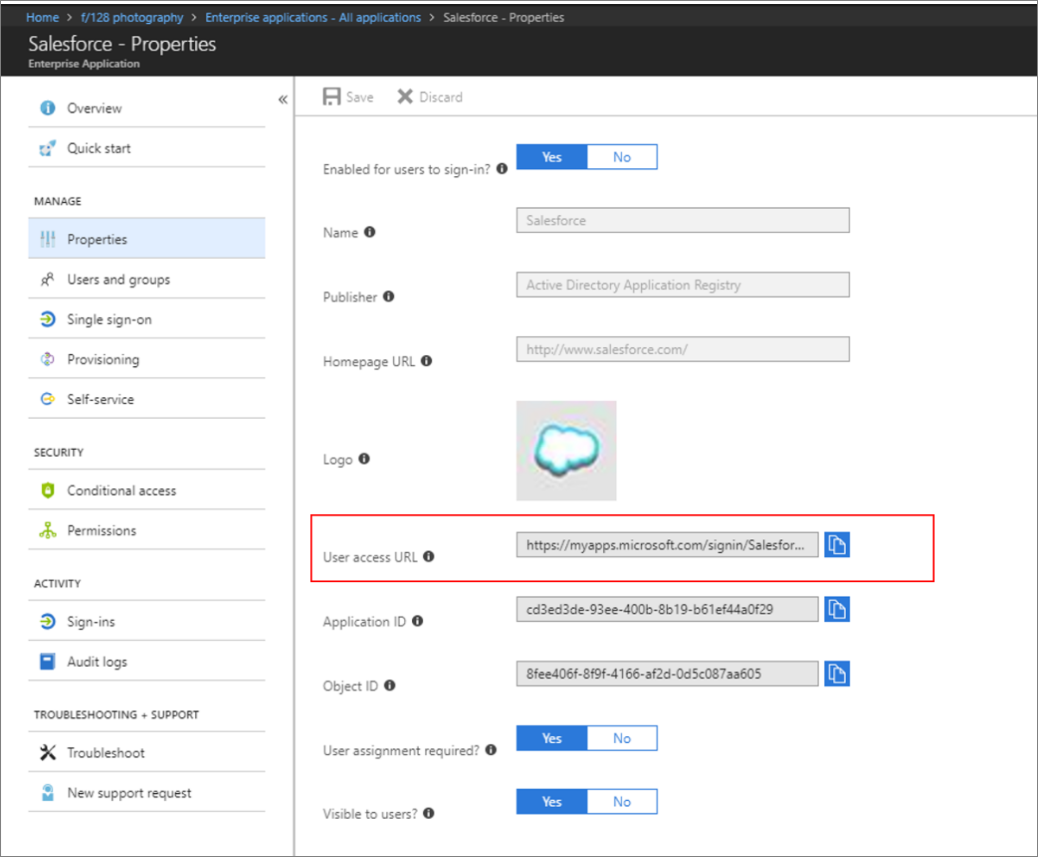 Home > f/128 photography > Enterprise applications - All applications > Salesforce - Properties
Salesforce - Properties
Enterprise Application
«
Overview
Quick start
MANAGE
Properties
Users and groups
Single sign-on
Provisioning
Self-service
SECURITY
Conditional access
Permissions
ACTIVITY
Sign-ins
Audit logs
TROUBLESHOOTING + SUPPORT
Troubleshoot
New support request
Save Discard
Enabled for users to sign-in? Yes No
Name Salesforce
Publisher Active Directory Application Registry
Homepage URL http://www.salesforce.com/
Logo
User access URL https://myapps.microsoft.com/signin/Salesfor...
Application ID cd3ed3de-93ee-400b-8b19-b61ef44a0f29
Object ID 8fee406f-8f9f-4166-af2d-0d5c087aa605
User assignment required? Yes No
Visible to users? Yes No